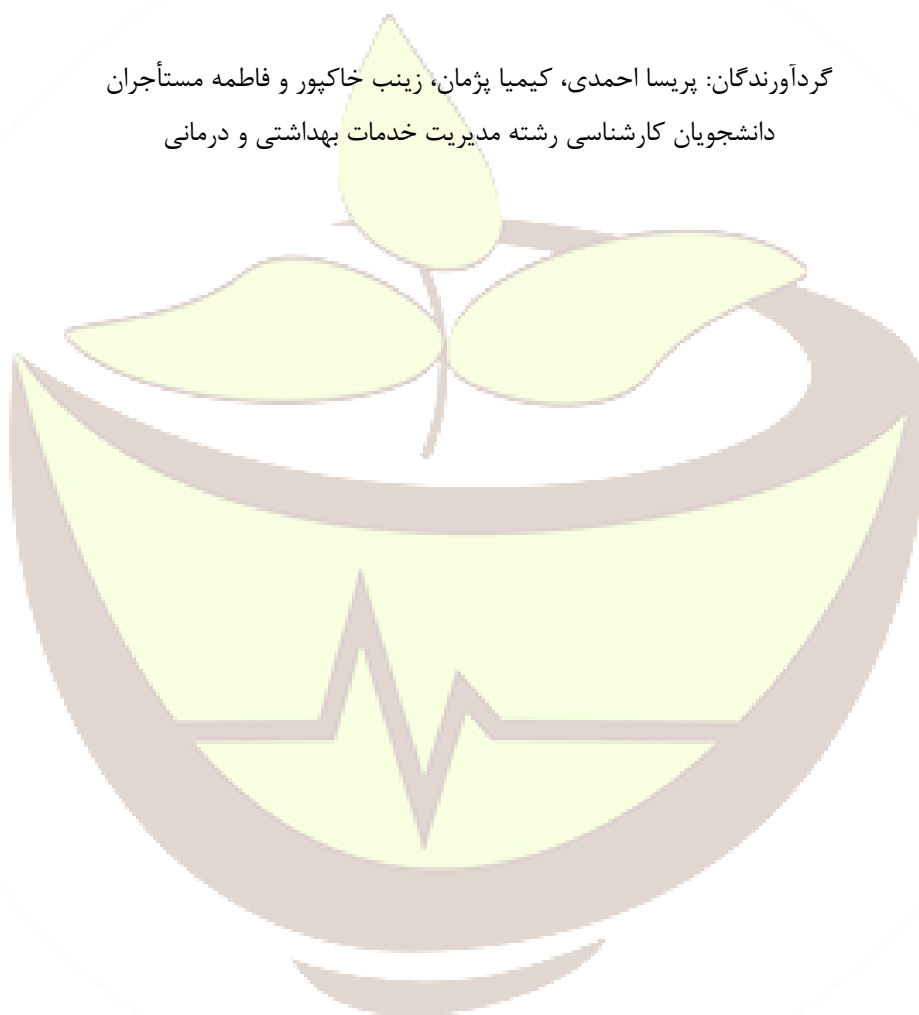 گردآورندگان: پریسا احمدی، کیمیا پژمان، زینب خاکپور و فاطمه مستأجران
دانشجویان کارشناسی رشته مدیریت خدمات بهداشتی و درمانی